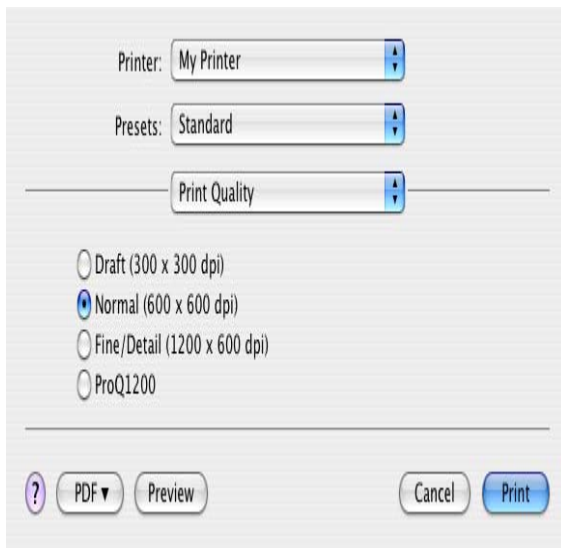 Printer: My Printer
Presets: Standard
Print Quality
Draft (300 x 300 dpi)
Normal (600 x 600 dpi)
Fine/Detail (1200 x 600 dpi)
ProQ1200
? PDF▼ Preview Cancel Print